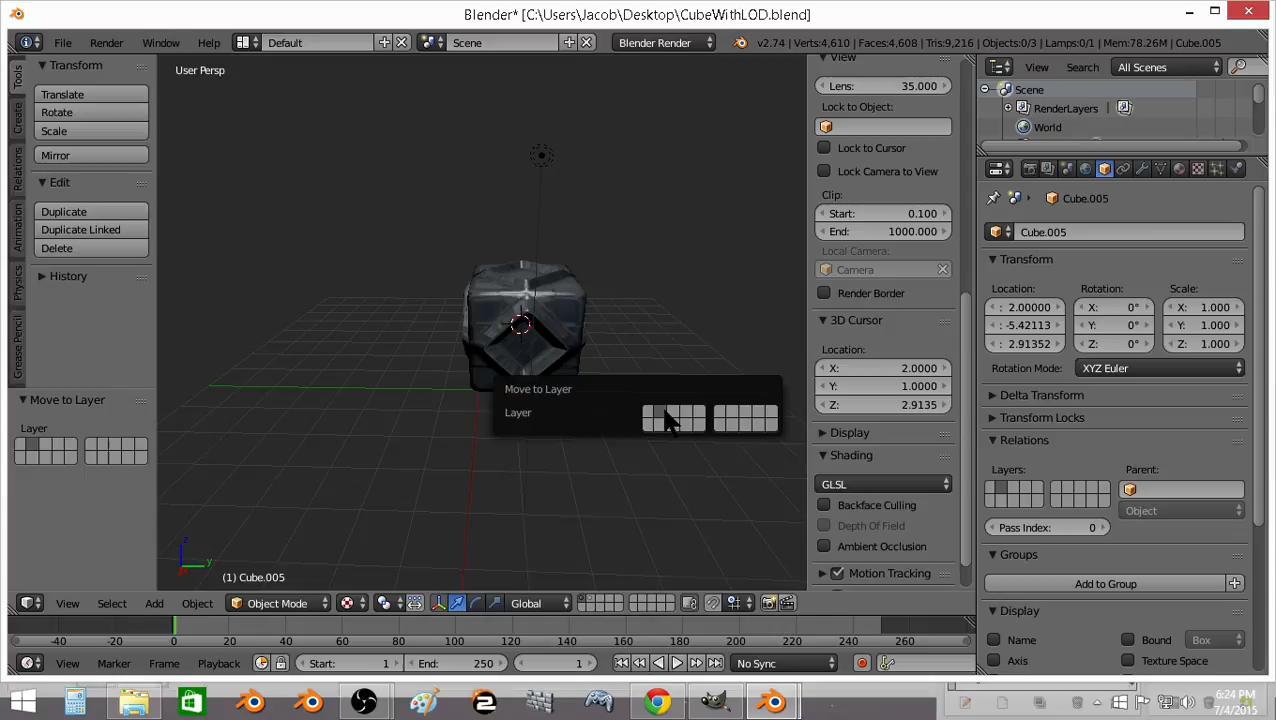 Blender* [C:\Users\Jacob\Desktop\CubeWithLOD.blend]
File Render Window Help Default Scene Blender Render v2.74 | Verts:4,610 | Faces:4,608 | Tris:9,216 | Objects:0/3 | Lamps:0/1 | Mem:78.26M | Cube.005
Tools
Create
Relations
Animation
Physics
Grease Pencil
Transform
Translate
Rotate
Scale
Mirror
Edit
Duplicate
Duplicate Linked
Delete
History
Move to Layer
Layer
User Persp
Move to Layer
Layer
(1) Cube.005
View
Lens: 35.000
Lock to Object:
Lock to Cursor
Lock Camera to View
Clip:
Start: 0.100
End: 1000.000
Local Camera:
Camera
Render Border
3D Cursor
Location:
X: 2.0000
Y: 1.0000
Z: 2.9135
Display
Shading
GLSL
Backface Culling
Depth Of Field
Ambient Occlusion
Motion Tracking
View Search All Scenes
Scene
RenderLayers
World
Cube.005
Cube.005
Transform
Location: Rotation: Scale:
: 2.00000 X: 0° X: 1.000
: -5.42113 Y: 0° Y: 1.000
: 2.91352 Z: 0° Z: 1.000
Rotation Mode: XYZ Euler
Delta Transform
Transform Locks
Relations
Layers: Parent:
Object
Pass Index: 0
Groups
Add to Group
Display
Name Bound Box
Axis Texture Space
View Select Add Object Object Mode Global
-40 -20 0 20 40 60 80 100 120 140 160 180 200 220 240 260
View Marker Frame Playback Start: 1 End: 250 1 No Sync
6:24 PM
7/4/2015